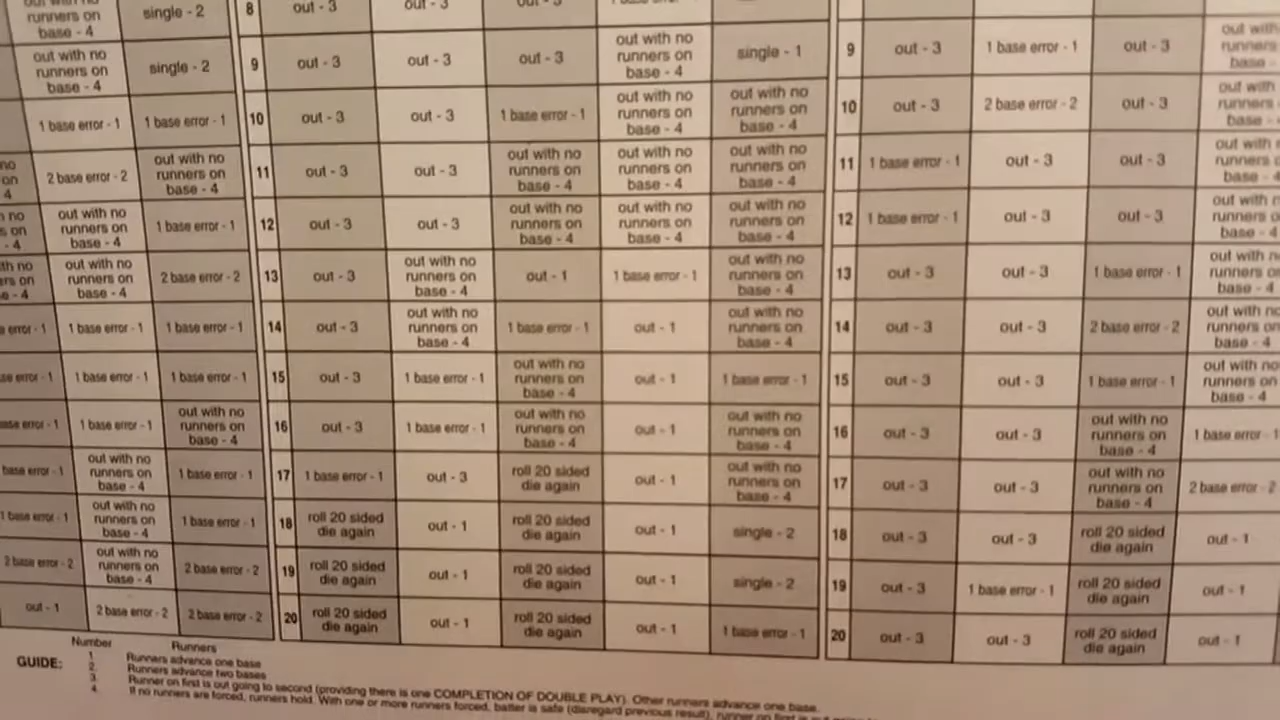 runners on
base - 4
single - 2
8
out - 3
out - 3
out - 3
out with no
runners on
base - 4
single - 2
9
out - 3
out - 3
out - 3
out with no
runners on
base - 4
single - 1
9
out - 3
1 base error - 1
out - 3
out with
runners
base -
1 base error - 1
1 base error - 1
10
out - 3
out - 3
1 base error - 1
out with no
runners on
base - 4
out with no
runners on
base - 4
10
out - 3
2 base error - 2
out - 3
out with
runners
base -
no
on
4
2 base error - 2
out with no
runners on
base - 4
11
out - 3
out - 3
out with no
runners on
base - 4
out with no
runners on
base - 4
out with no
runners on
base - 4
11
1 base error - 1
out - 3
out - 3
out with
runners on
base - 4
no
on
- 4
out with no
runners on
base - 4
1 base error - 1
12
out - 3
out - 3
out with no
runners on
base - 4
out with no
runners on
base - 4
out with no
runners on
base - 4
12
1 base error - 1
out - 3
out - 3
out with
runners
base - 4
no
on
- 4
out with no
runners on
base - 4
2 base error - 2
13
out - 3
out with no
runners on
base - 4
out - 1
1 base error - 1
out with no
runners on
base - 4
13
out - 3
out - 3
1 base error - 1
out with
runners
base - 4
error - 1
1 base error - 1
1 base error - 1
14
out - 3
out with no
runners on
base - 4
1 base error - 1
out - 1
out with no
runners on
base - 4
14
out - 3
out - 3
2 base error - 2
out with no
runners on
base - 4
error - 1
1 base error - 1
1 base error - 1
15
out - 3
1 base error - 1
out with no
runners on
base - 4
out - 1
1 base error - 1
15
out - 3
out - 3
1 base error - 1
out with no
runners on
base - 4
error - 1
1 base error - 1
out with no
runners on
base - 4
16
out - 3
1 base error - 1
out with no
runners on
base - 4
out - 1
out with no
runners on
base - 4
16
out - 3
out - 3
out with no
runners on
base - 4
1 base error - 1
base error - 1
out with no
runners on
base - 4
1 base error - 1
17
1 base error - 1
out - 3
roll 20 sided
die again
out - 1
out with no
runners on
base - 4
17
out - 3
out - 3
out with no
runners on
base - 4
2 base error - 2
1 base error - 1
out with no
runners on
base - 4
1 base error - 1
18
roll 20 sided
die again
out - 1
roll 20 sided
die again
out - 1
single - 2
18
out - 3
out - 3
roll 20 sided
die again
out - 1
2 base error - 2
out with no
runners on
base - 4
2 base error - 2
19
roll 20 sided
die again
out - 1
roll 20 sided
die again
out - 1
single - 2
19
out - 3
1 base error - 1
roll 20 sided
die again
out - 1
out - 1
2 base error - 2
2 base error - 2
20
roll 20 sided
die again
out - 1
roll 20 sided
die again
out - 1
1 base error - 1
20
out - 3
out - 3
roll 20 sided
die again
out - 1
Number Runners
GUIDE: 1. Runners advance one base
2. Runners advance two bases
3. Runner on first is out going to second (providing there is one COMPLETION OF DOUBLE PLAY). Other runners advance one base.
4. If no runners are forced, runners hold. With one or more runners forced, batter is safe (disregard previous result), runner on first is out